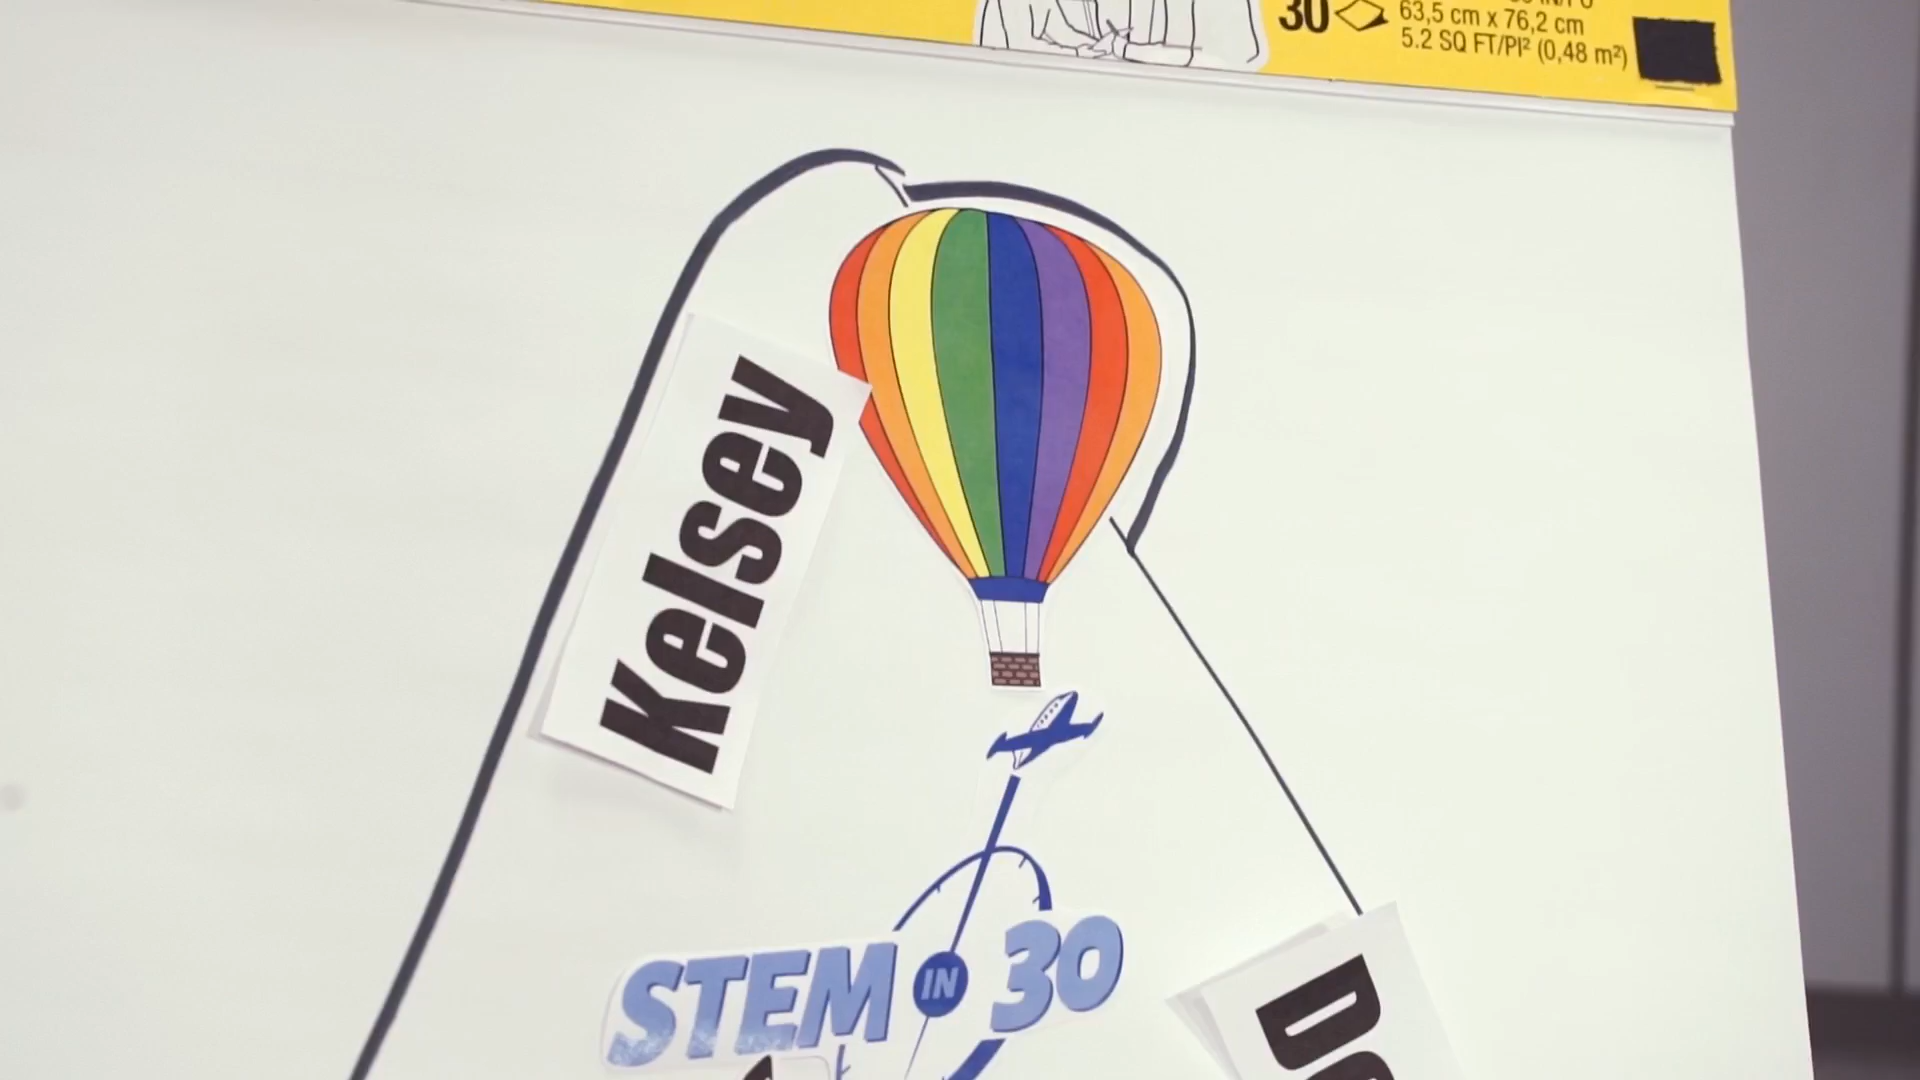 30
63,5 cm x 76,2 cm
5.2 SQ FT/PI² (0,48 m²)
Kelsey
STEM IN 30